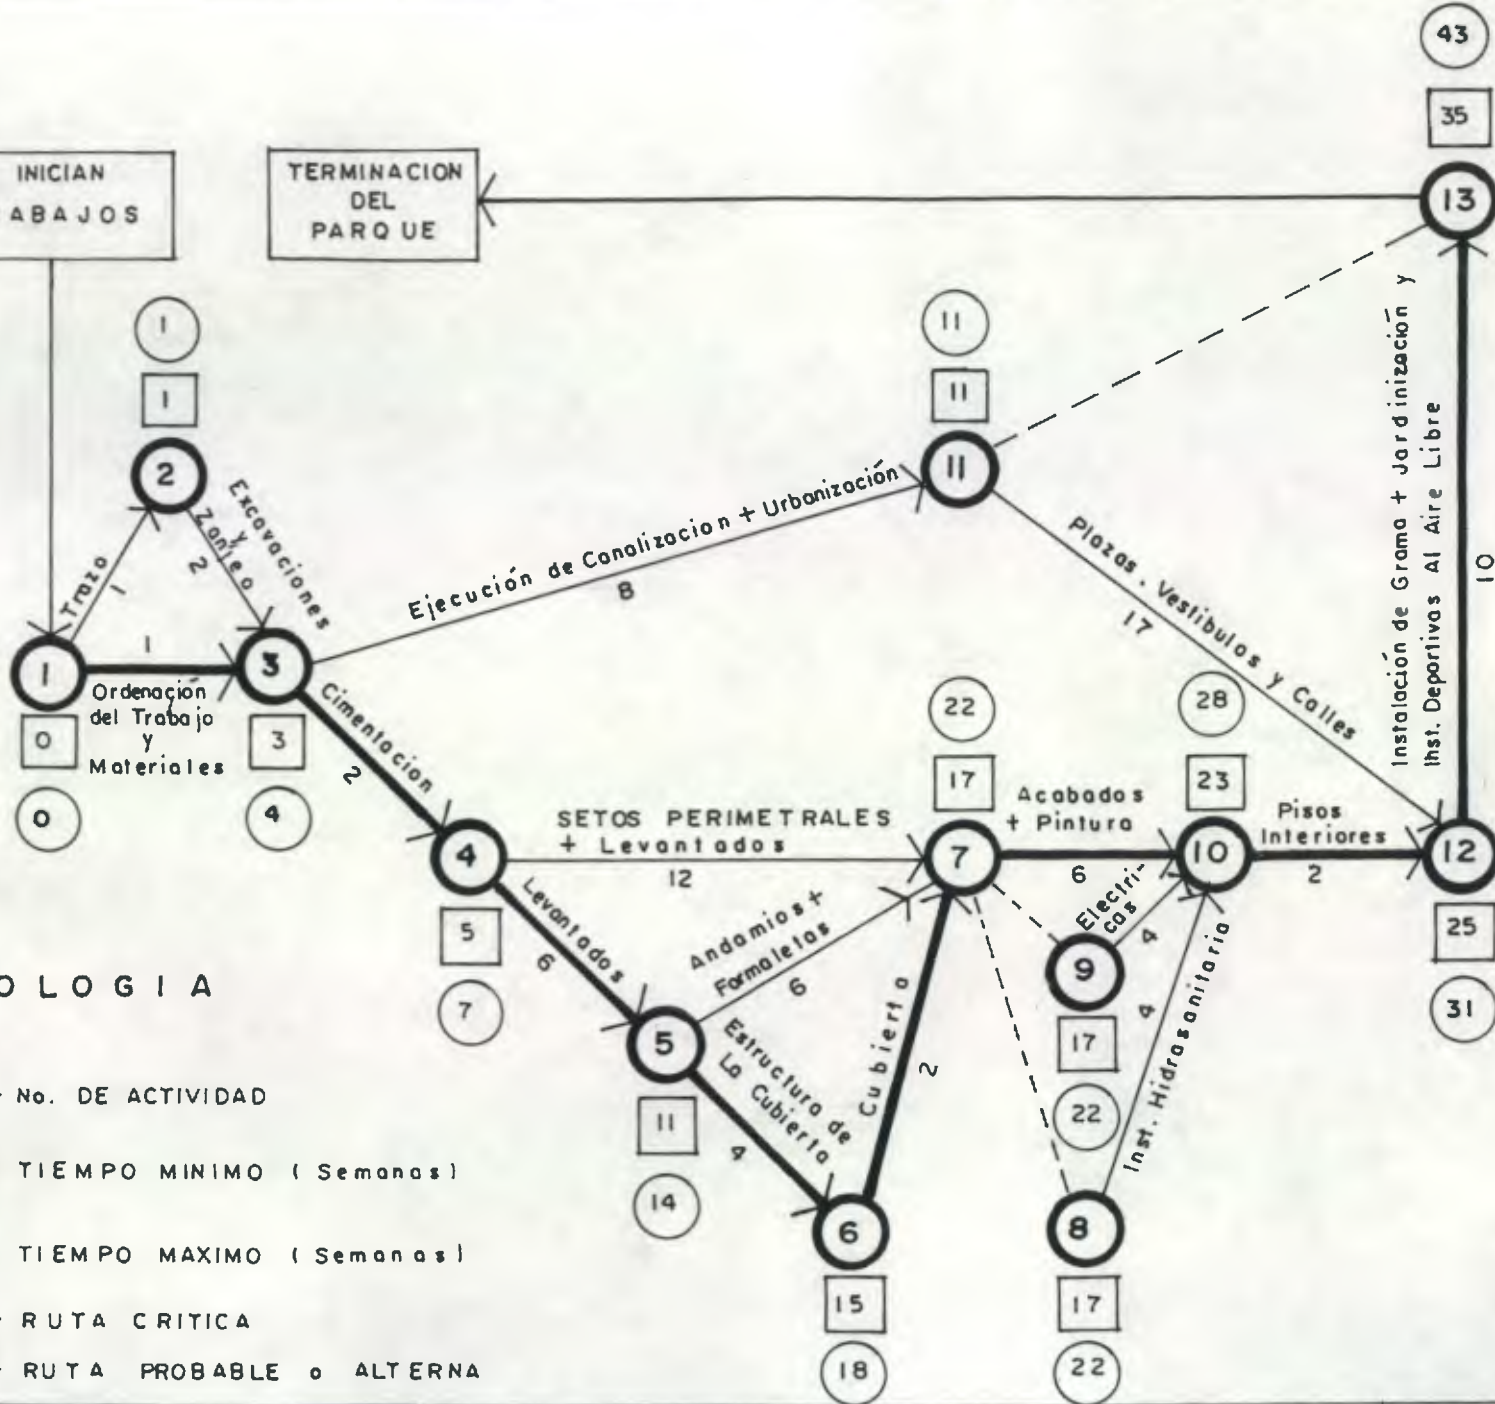 43
35
13
INICIAN
ABAJOS
TERMINACION
DEL
PARQUE
1
1
2
11
11
11
Trazo
1
Excavaciones
y
Zanjeo
2
Ejecución de Canalizacion + Urbanización
8
Plazas. Vestibulos y Calles
17
Instalación de Grama + Jardinización y
Inst. Deportivas Al Aire Libre
10
1
1
Ordenación
del Trabajo
y
Materiales
0
0
3
3
4
Cimentacion
2
4
5
7
SETOS PERIMETRALES
+ Levantados
12
22
17
7
Acabados
+ Pintura
6
28
23
10
Pisos
Interiores
2
12
25
31
Levantados
6
Andamios +
Formaletas
6
Electri-
cas
4
9
17
22
5
11
14
Estructura de
La Cubierta
4
Cubierta
2
Inst. Hidrasanitaria
4
6
15
18
8
17
22
OLOGIA
No. DE ACTIVIDAD
TIEMPO MINIMO ( Semanas )
TIEMPO MAXIMO ( Semanas )
RUTA CRITICA
RUTA PROBABLE o ALTERNA